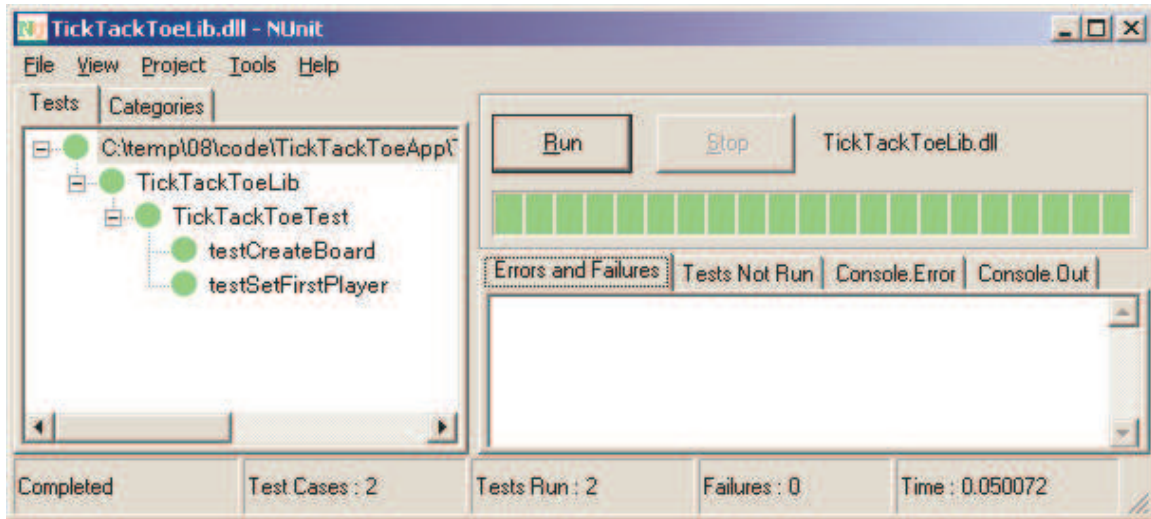 TickTackToeLib.dll - NUnit
File View Project Tools Help
Tests Categories
C:\temp\08\code\TickTackToeApp\T
TickTackToeLib
TickTackToeTest
testCreateBoard
testSetFirstPlayer
Run Stop TickTackToeLib.dll
Errors and Failures Tests Not Run Console.Error Console.Out
Completed Test Cases : 2 Tests Run : 2 Failures : 0 Time : 0.050072